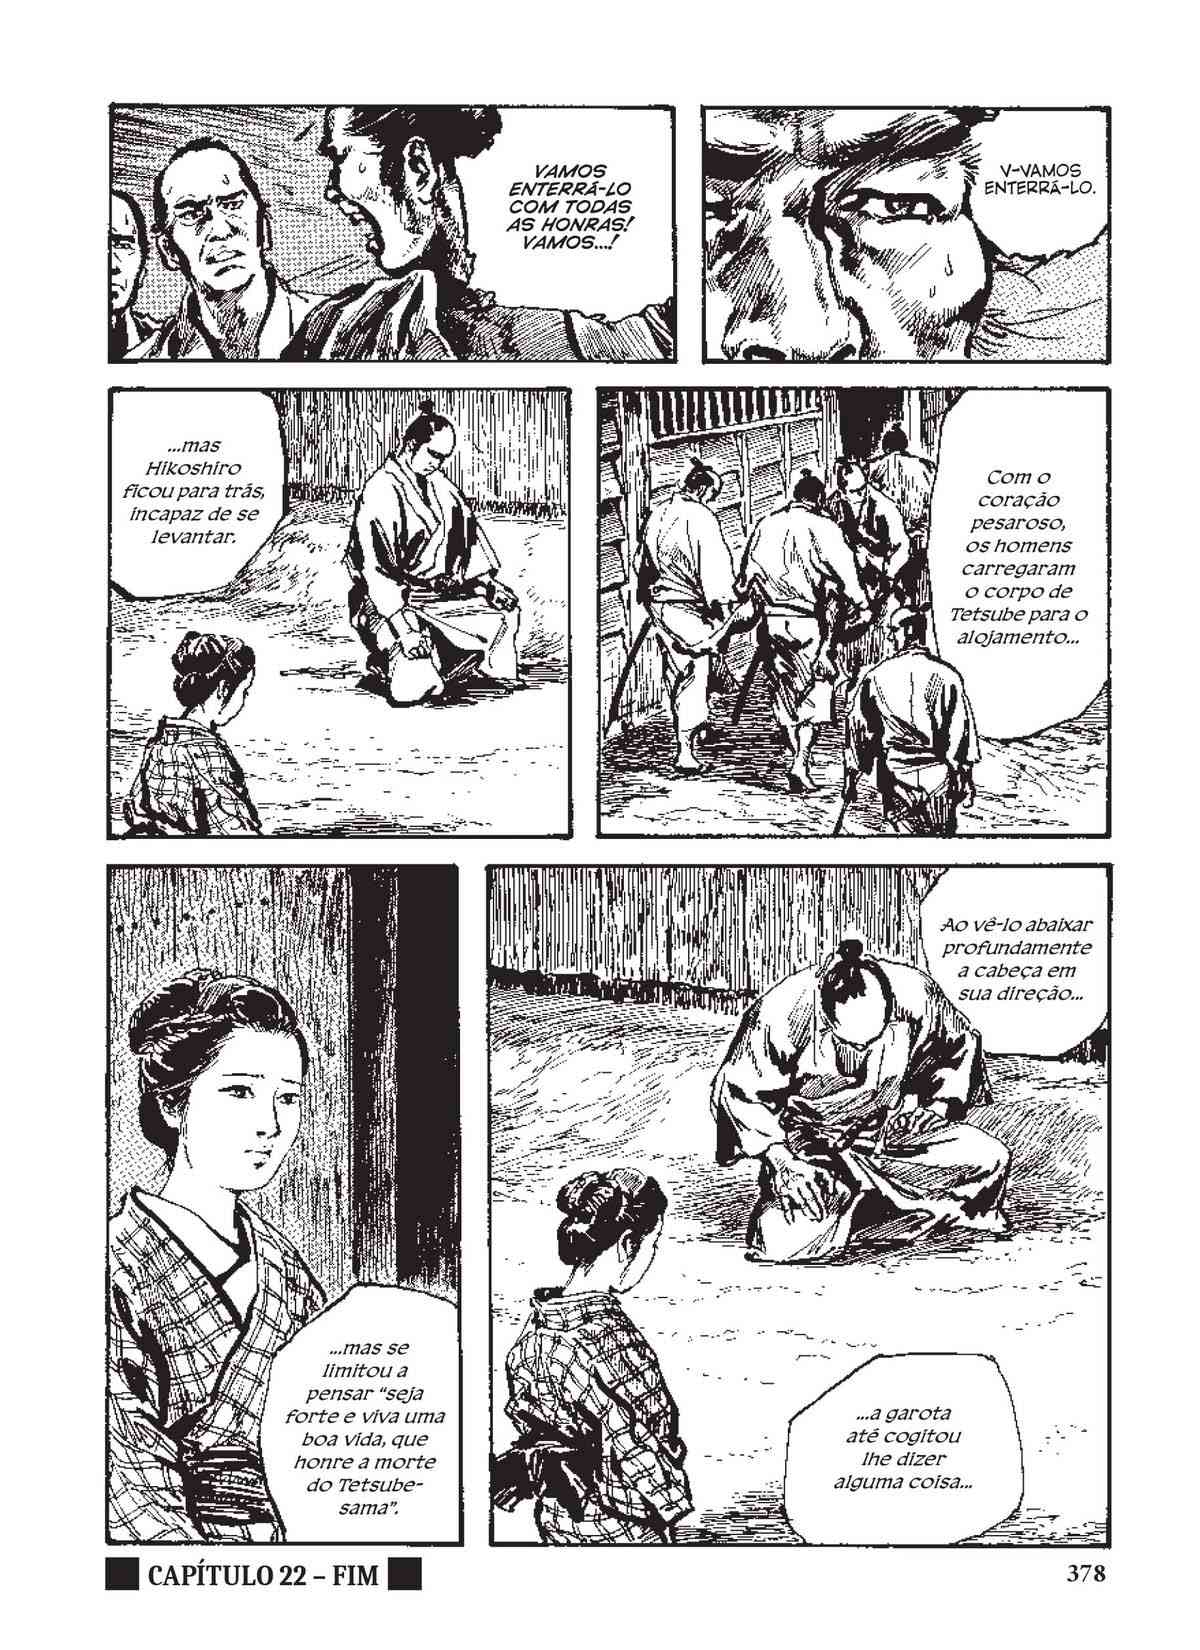 V-VAMOS
ENTERRÁ-LO.
VAMOS
ENTERRÁ-LO
COM TODAS
AS HONRAS!
VAMOS...!
Com o
coração
pesaroso,
os homens
carregaram
o corpo de
Tetsube para o
alojamento...
...mas
Hikoshiro
ficou para trás,
incapaz de se
levantar.
Ao vê-lo abaixar
profundamente
a cabeça em
sua direção...
...a garota
até cogitou
lhe dizer
alguma coisa...
...mas se
limitou a
pensar "seja
forte e viva uma
boa vida, que
honre a morte
do Tetsube-
sama".
CAPÍTULO 22 – FIM
378